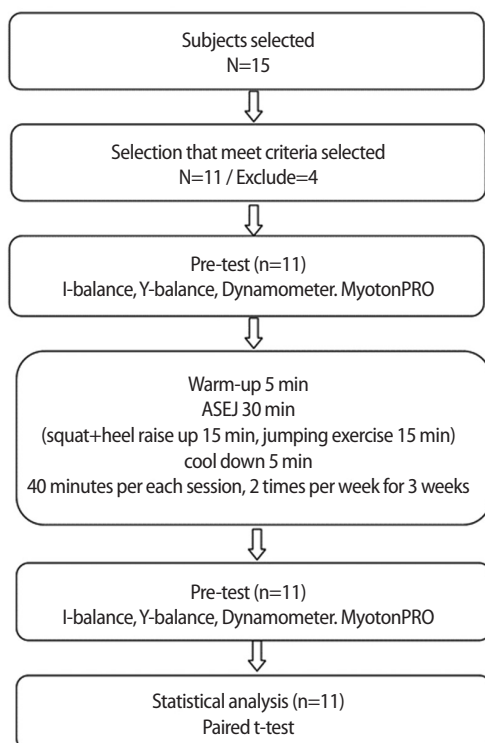 Subjects selected
N=15
Selection that meet criteria selected
N=11 / Exclude=4
Pre-test (n=11)
I-balance, Y-balance, Dynamometer. MyotonPRO
Warm-up 5 min
ASEJ 30 min
(squat+heel raise up 15 min, jumping exercise 15 min)
cool down 5 min
40 minutes per each session, 2 times per week for 3 weeks
Pre-test (n=11)
I-balance, Y-balance, Dynamometer. MyotonPRO
Statistical analysis (n=11)
Paired t-test